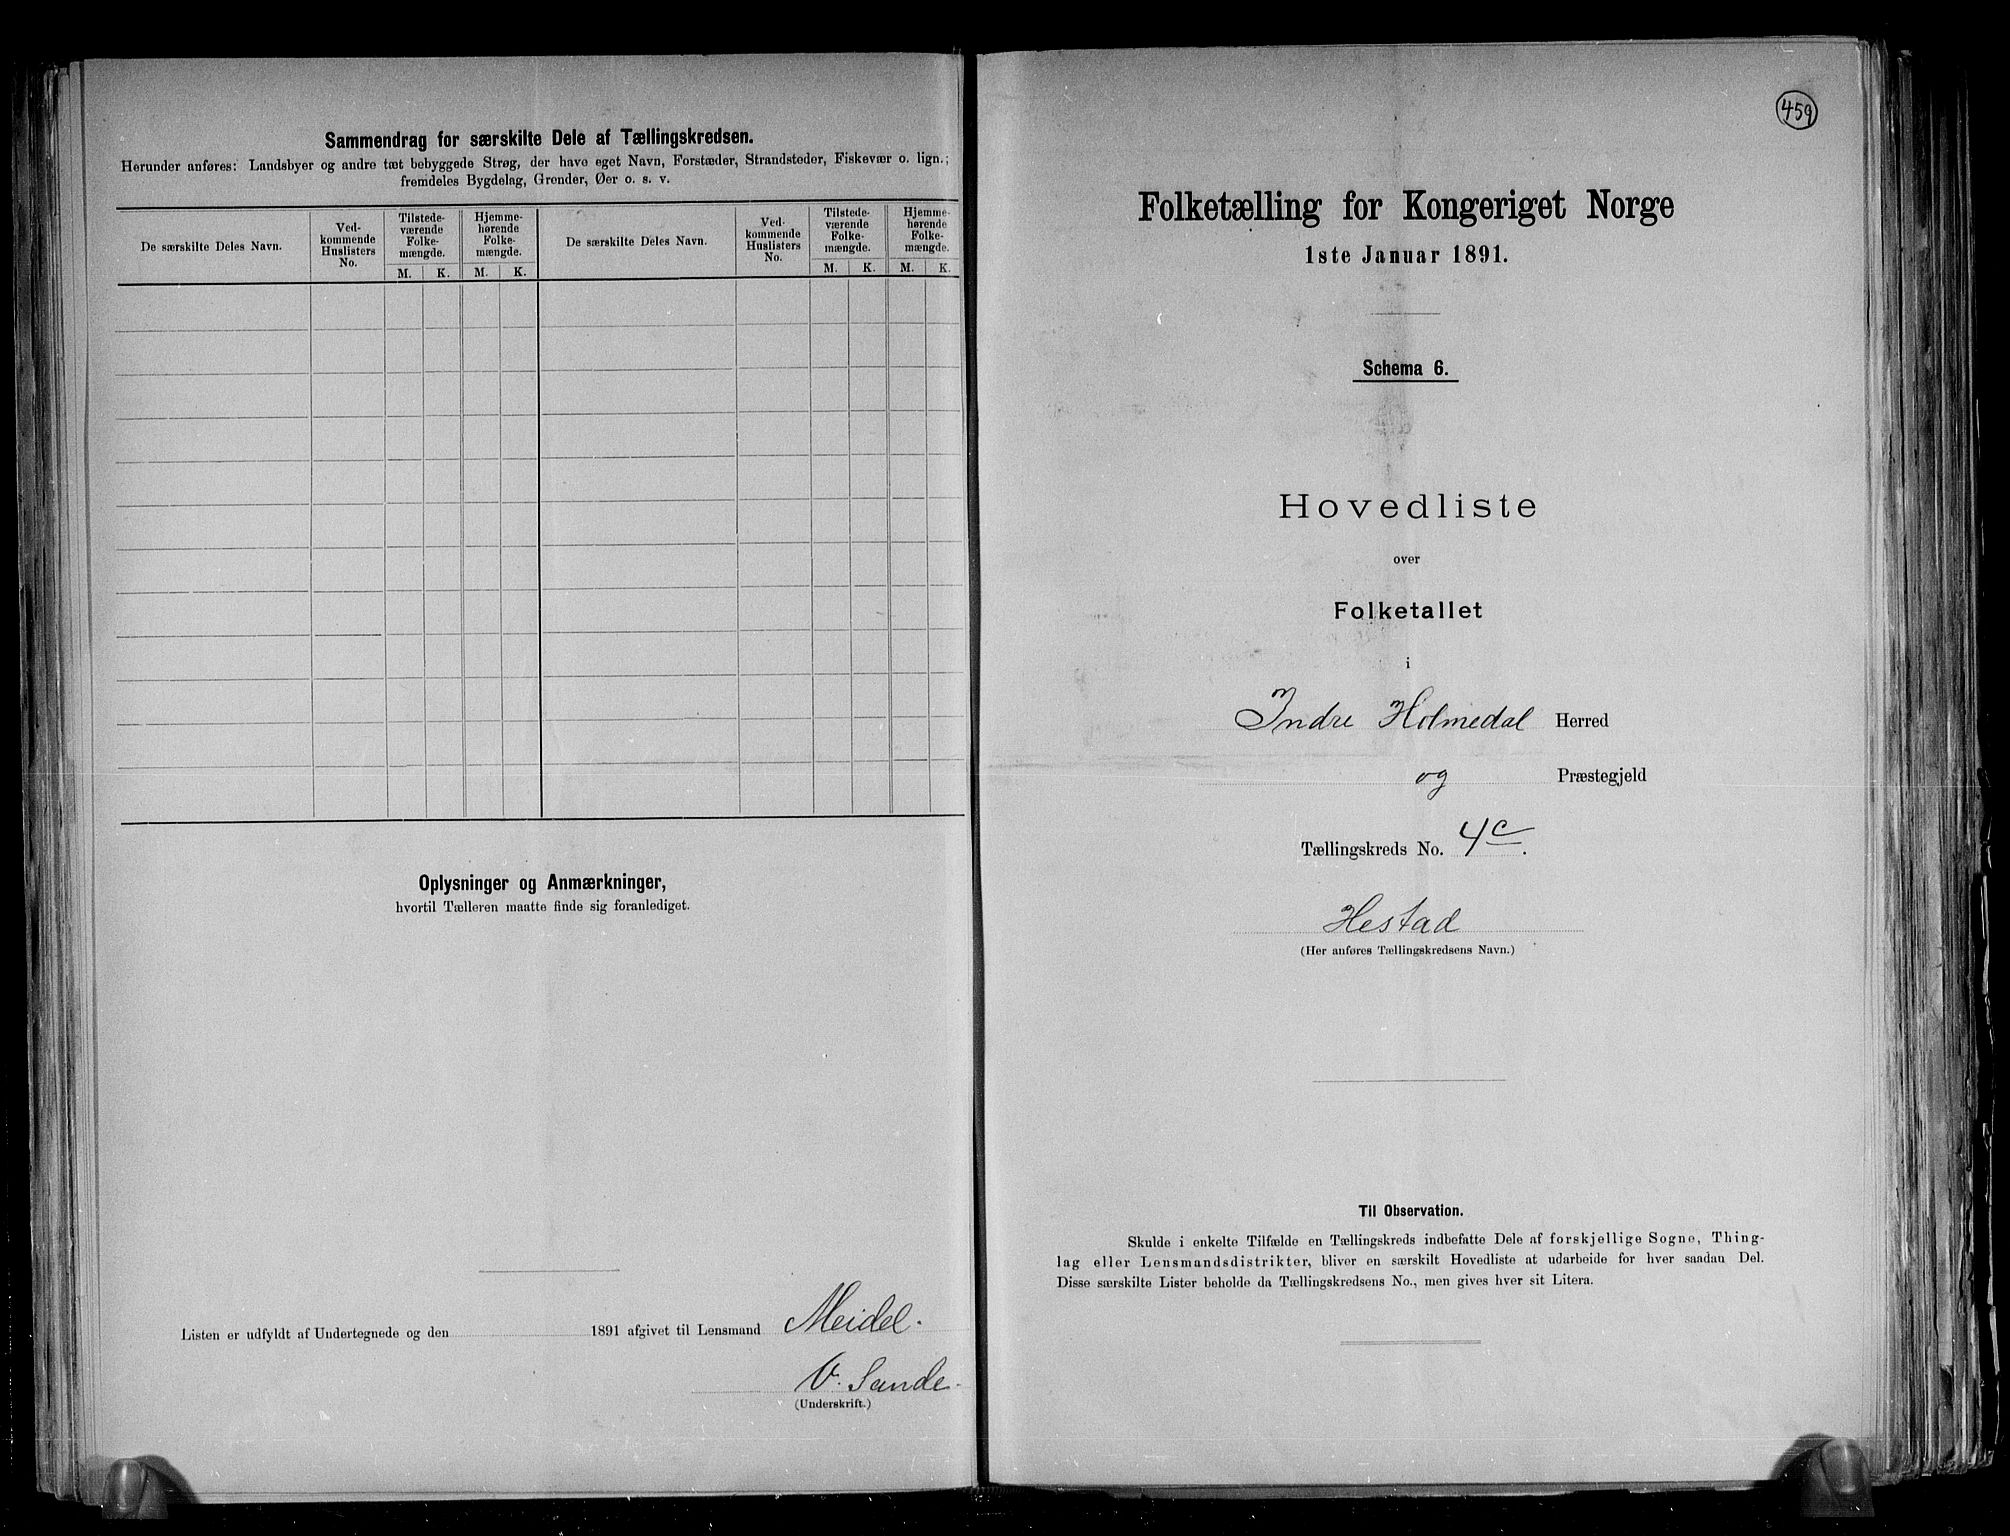 Sammendrag for særskilte Dele af Tællingskredsen.
Herunder anføres: Landsbyer og andre tæt bebyggede Strøg, der have eget Navn, Forstæder, Strandsteder, Fiskevær o. lign.;
fremdeles Bygdelag, Grender, Øer o. s. v.
De særskilte Deles Navn.
Ved-
kommende
Huslisters
No.
Tilstede-
værende
Folke-
mængde.
M. K.
Hjemme-
hørende
Folke-
mængde.
M. K.
De særskilte Deles Navn.
Ved-
kommende
Huslisters
No.
Tilstede-
værende
Folke-
mængde.
M. K.
Hjemme-
hørende
Folke-
mængde.
M. K.
Oplysninger og Anmærkninger,
hvortil Tælleren maatte finde sig foranlediget.
Listen er udfyldt af Undertegnede og den 1891 afgivet til Lensmand Meidel.
V. Sande.
(Underskrift.)
459
Folketælling for Kongeriget Norge
1ste Januar 1891.
Schema 6.
Hovedliste
over
Folketallet
i
Indre Holmedal Herred
og Præstegjeld
Tællingskreds No. 4c.
Hestad
(Her anføres Tællingskredsens Navn.)
Til Observation.
Skulde i enkelte Tilfælde en Tællingskreds indbefatte Dele af forskjellige Sogne, Thing-
lag eller Lensmandsdistrikter, bliver en særskilt Hovedliste at udarbeide for hver saadan Del.
Disse særskilte Lister beholde da Tællingskredsens No., men gives hver sit Litera.